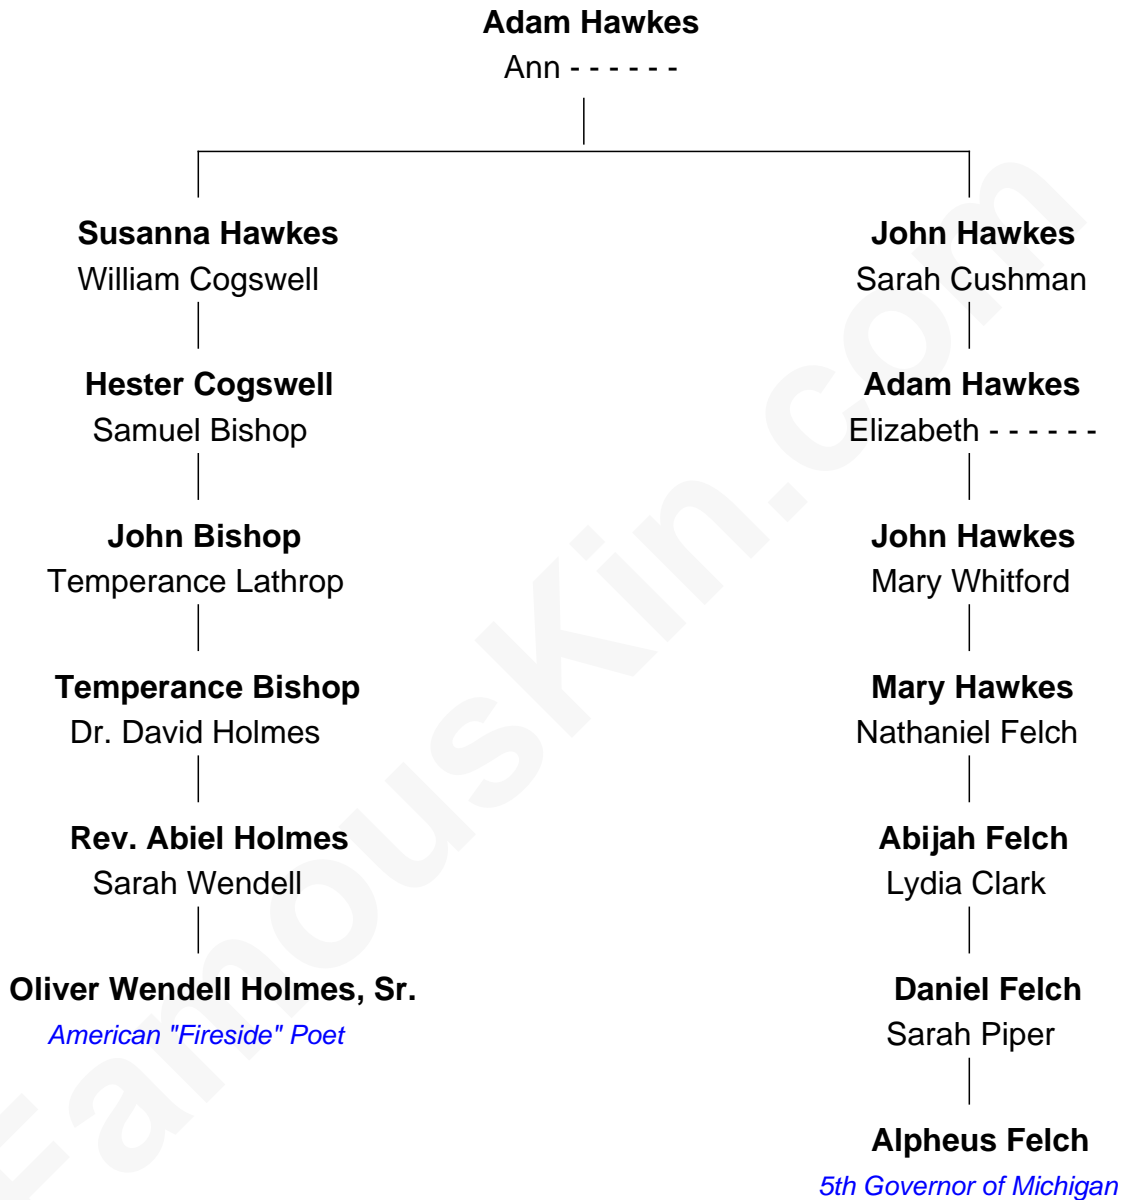 Adam Hawkes
Ann - - - - - -
Susanna Hawkes
William Cogswell
John Hawkes
Sarah Cushman
Hester Cogswell
Samuel Bishop
Adam Hawkes
Elizabeth - - - - - -
John Bishop
Temperance Lathrop
John Hawkes
Mary Whitford
Temperance Bishop
Dr. David Holmes
Mary Hawkes
Nathaniel Felch
Rev. Abiel Holmes
Sarah Wendell
Abijah Felch
Lydia Clark
Oliver Wendell Holmes, Sr.
American "Fireside" Poet
Daniel Felch
Sarah Piper
Alpheus Felch
5th Governor of Michigan
FamousKin.com